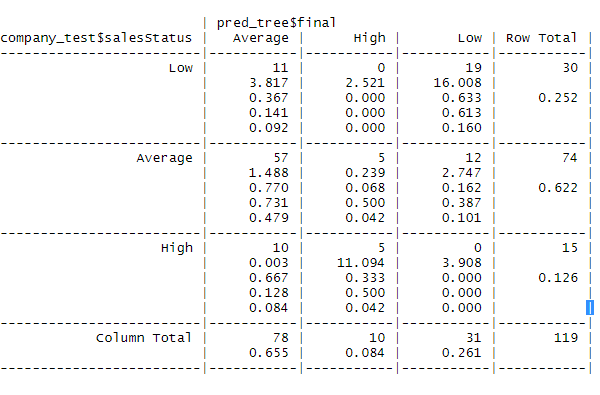 | pred_tree$final
company_test$salesStatus | Average | High | Low | Row Total |
-------------------------|-----------|-----------|-----------|-----------|
Low | 11 | 0 | 19 | 30 |
| 3.817 | 2.521 | 16.008 | |
| 0.367 | 0.000 | 0.633 | 0.252 |
| 0.141 | 0.000 | 0.613 | |
| 0.092 | 0.000 | 0.160 | |
-------------------------|-----------|-----------|-----------|-----------|
Average | 57 | 5 | 12 | 74 |
| 1.488 | 0.239 | 2.747 | |
| 0.770 | 0.068 | 0.162 | 0.622 |
| 0.731 | 0.500 | 0.387 | |
| 0.479 | 0.042 | 0.101 | |
-------------------------|-----------|-----------|-----------|-----------|
High | 10 | 5 | 0 | 15 |
| 0.003 | 11.094 | 3.908 | |
| 0.667 | 0.333 | 0.000 | 0.126 |
| 0.128 | 0.500 | 0.000 | |
| 0.084 | 0.042 | 0.000 | |
-------------------------|-----------|-----------|-----------|-----------|
Column Total | 78 | 10 | 31 | 119 |
| 0.655 | 0.084 | 0.261 | |
-------------------------|-----------|-----------|-----------|-----------|